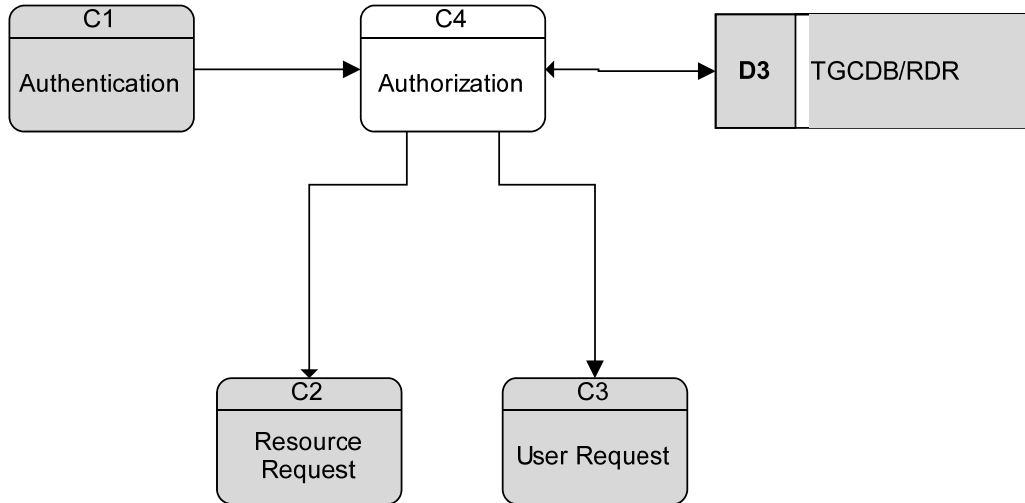 C1
Authentication
C4
Authorization
D3
TGCDB/RDR
C2
Resource
Request
C3
User Request